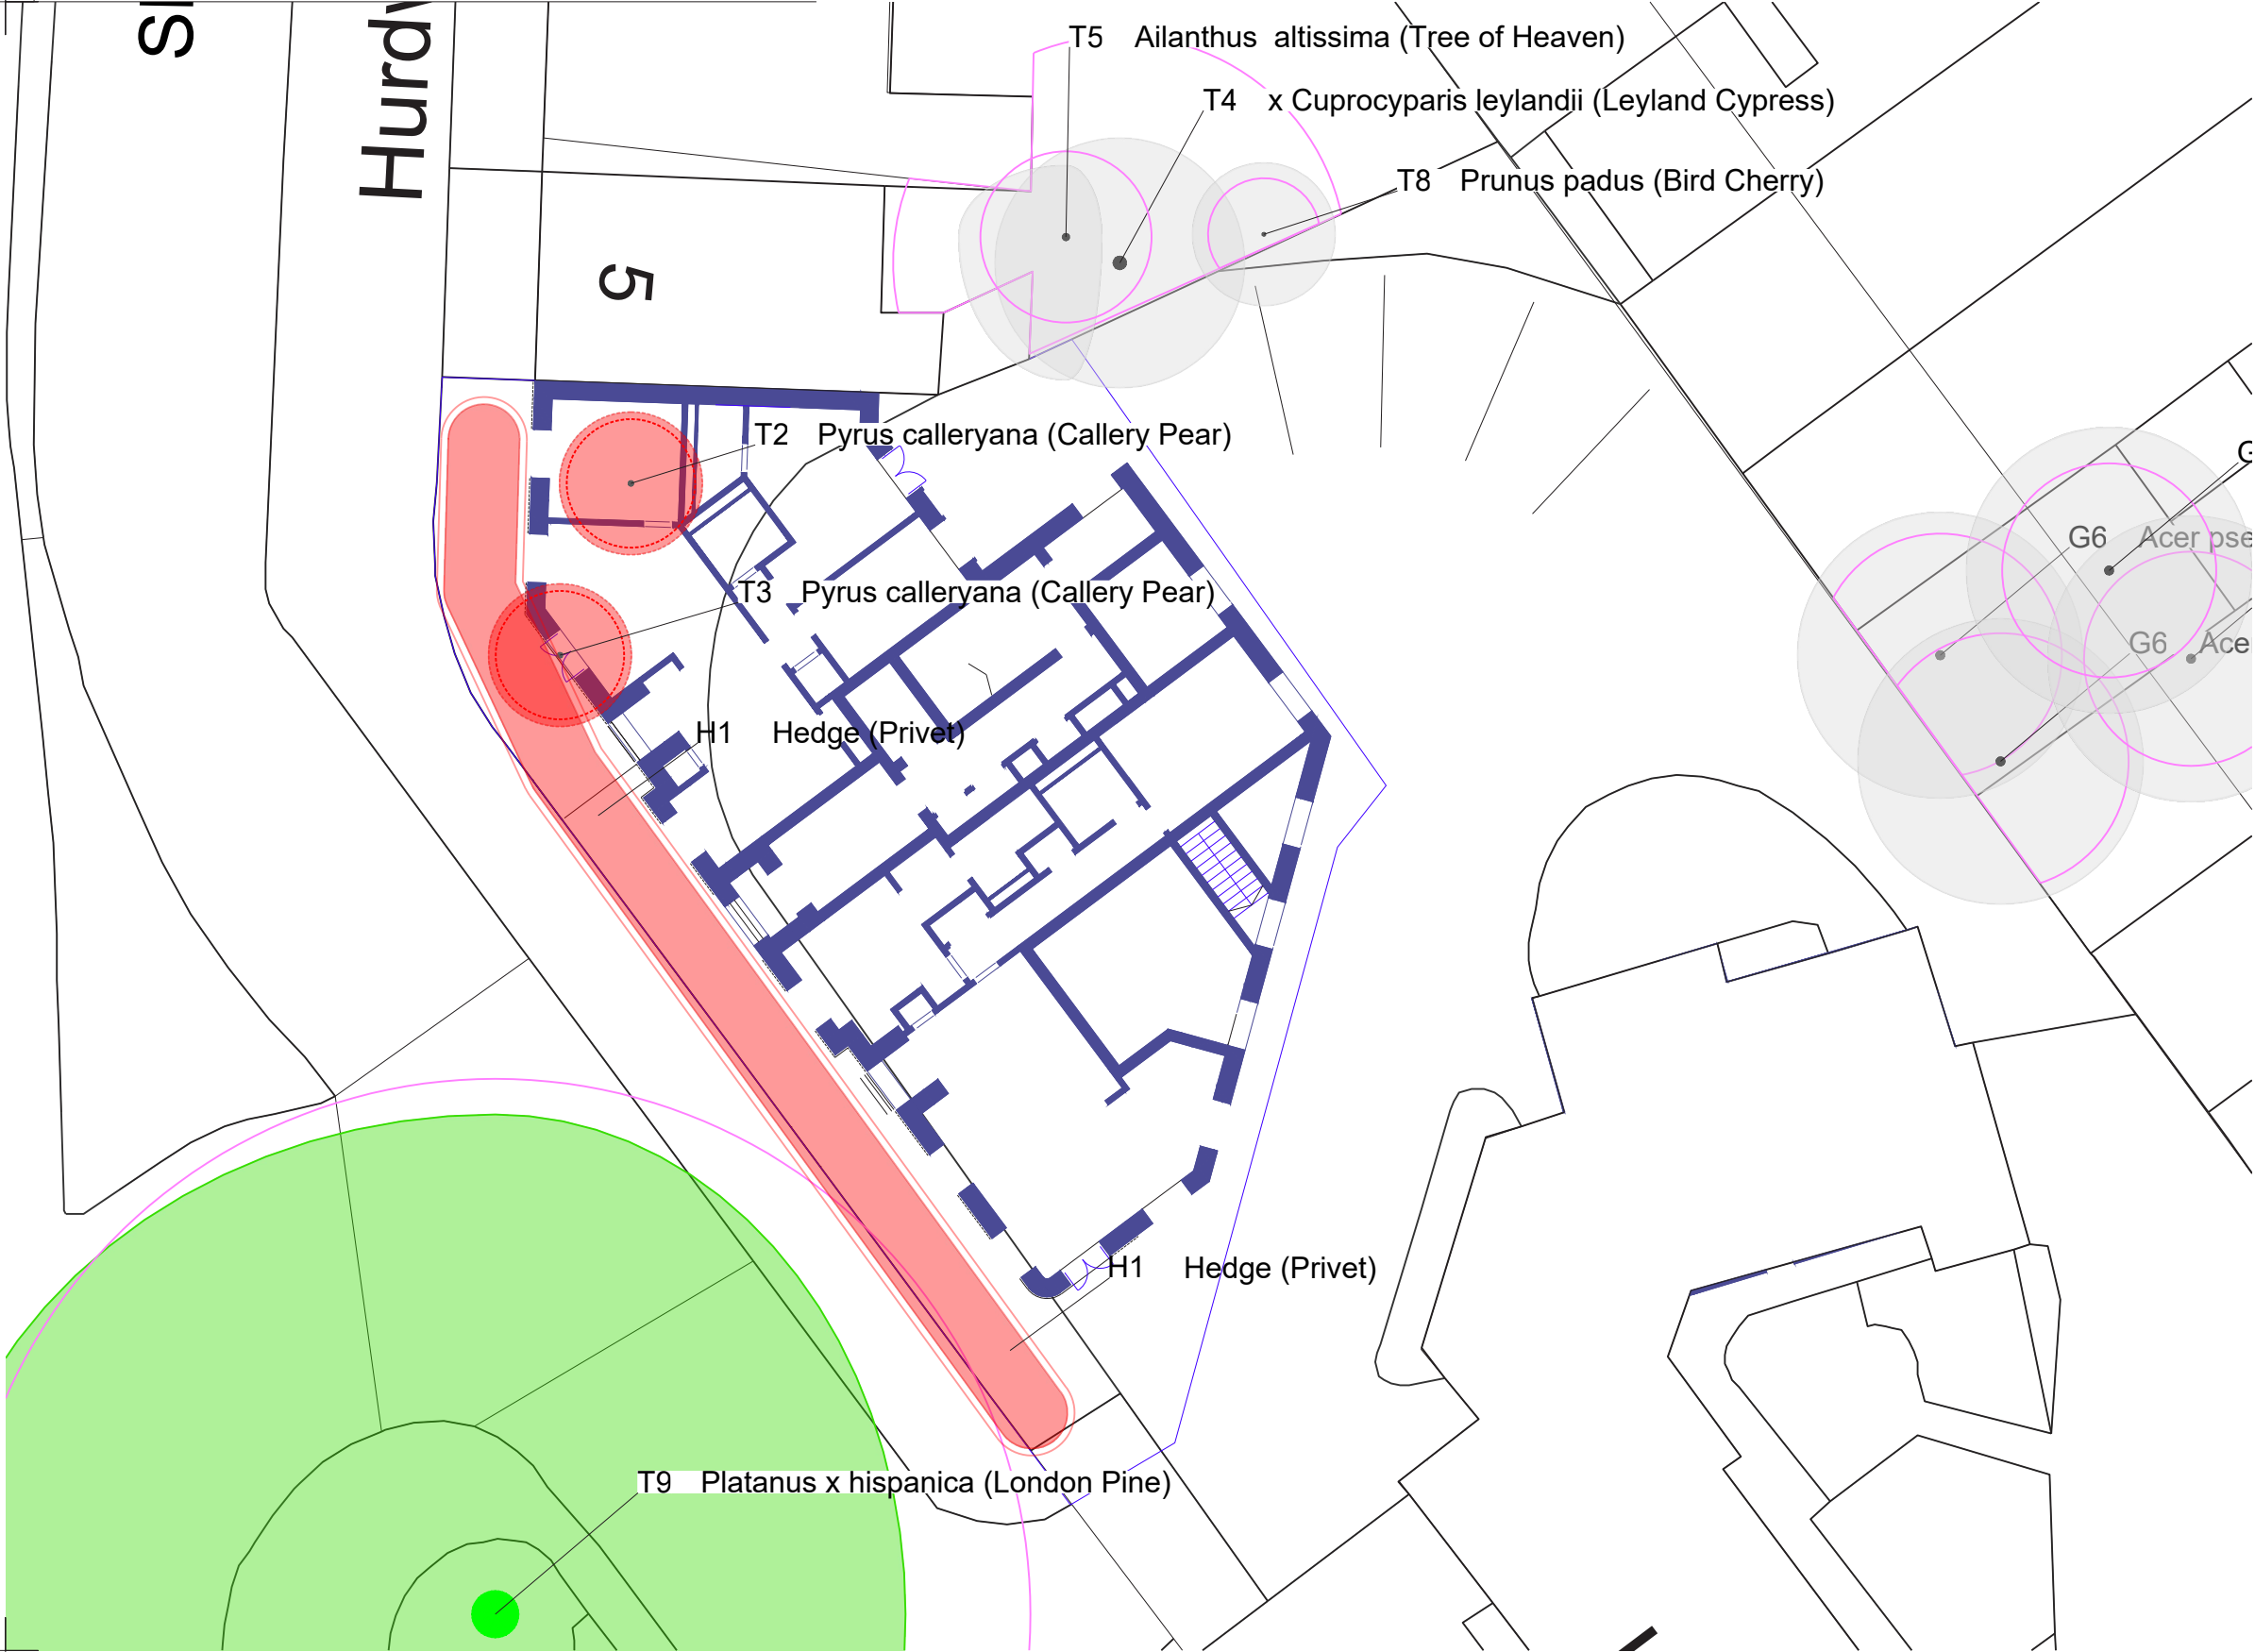 T5 Ailanthus altissima (Tree of Heaven)
T4 x Cuprocyparis leylandii (Leyland Cypress)
T8 Prunus padus (Bird Cherry)
5
T2 Pyrus calleryana (Callery Pear)
G6 Acer pse
T3 Pyrus calleryana (Callery Pear)
G6 Ace
H1 Hedge (Privet)
H1 Hedge (Privet)
T9 Platanus x hispanica (London Pine)